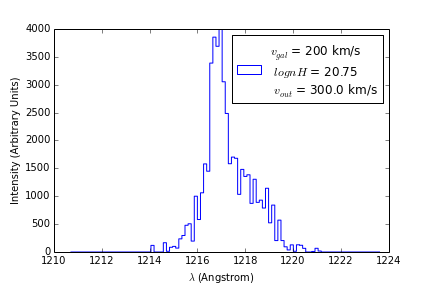 4000
3500
3000
2500
2000
1500
1000
500
0
Intensity (Arbitrary Units)
v_gal = 200 km/s
lognH = 20.75
v_out = 300.0 km/s
1210 1212 1214 1216 1218 1220 1222 1224
λ (Angstrom)